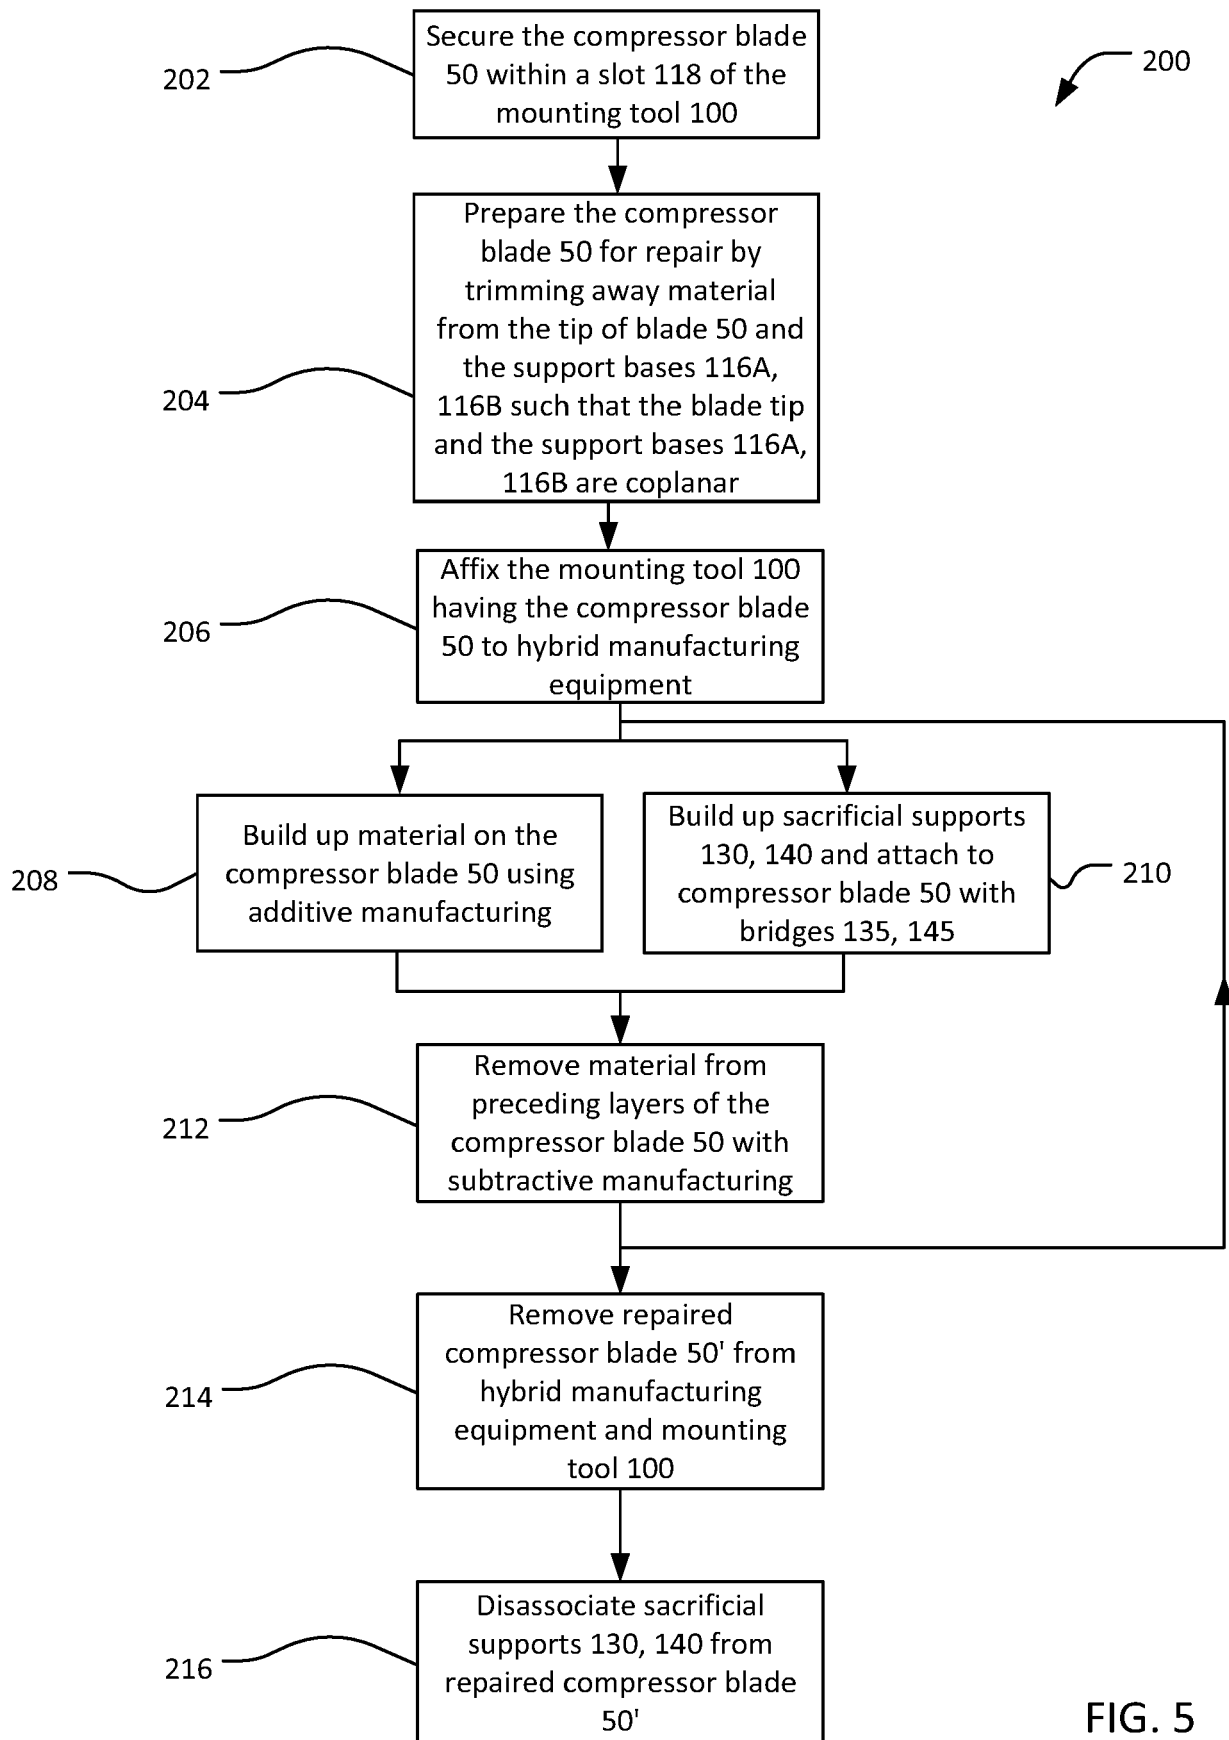 Secure the compressor blade
50 within a slot 118 of the
mounting tool 100
202
200
Prepare the compressor
blade 50 for repair by
trimming away material
from the tip of blade 50 and
the support bases 116A,
116B such that the blade tip
and the support bases 116A,
116B are coplanar
204
Affix the mounting tool 100
having the compressor blade
50 to hybrid manufacturing
equipment
206
Build up material on the
compressor blade 50 using
additive manufacturing
208
Build up sacrificial supports
130, 140 and attach to
compressor blade 50 with
bridges 135, 145
210
Remove material from
preceding layers of the
compressor blade 50 with
subtractive manufacturing
212
Remove repaired
compressor blade 50' from
hybrid manufacturing
equipment and mounting
tool 100
214
Disassociate sacrificial
supports 130, 140 from
repaired compressor blade
50'
216
FIG. 5